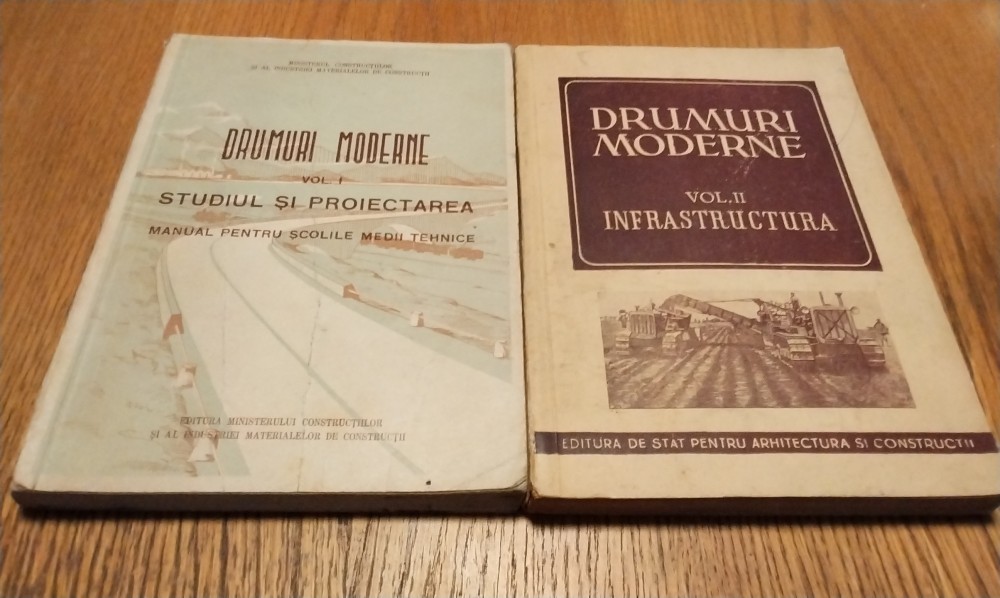 MINISTERUL CONSTRUCȚIILOR
ȘI AL INDUSTRIEI MATERIALELOR DE CONSTRUCȚII
DRUMURI MODERNE
VOL. I
STUDIUL ȘI PROIECTAREA
MANUAL PENTRU ȘCOLILE MEDII TEHNICE
EDITURA MINISTERULUI CONSTRUCȚIILOR
ȘI AL INDUSTRIEI MATERIALELOR DE CONSTRUCȚII
DRUMURI
MODERNE
VOL. II
INFRASTRUCTURA
EDITURA DE STAT PENTRU ARHITECTURA SI CONSTRUCTII